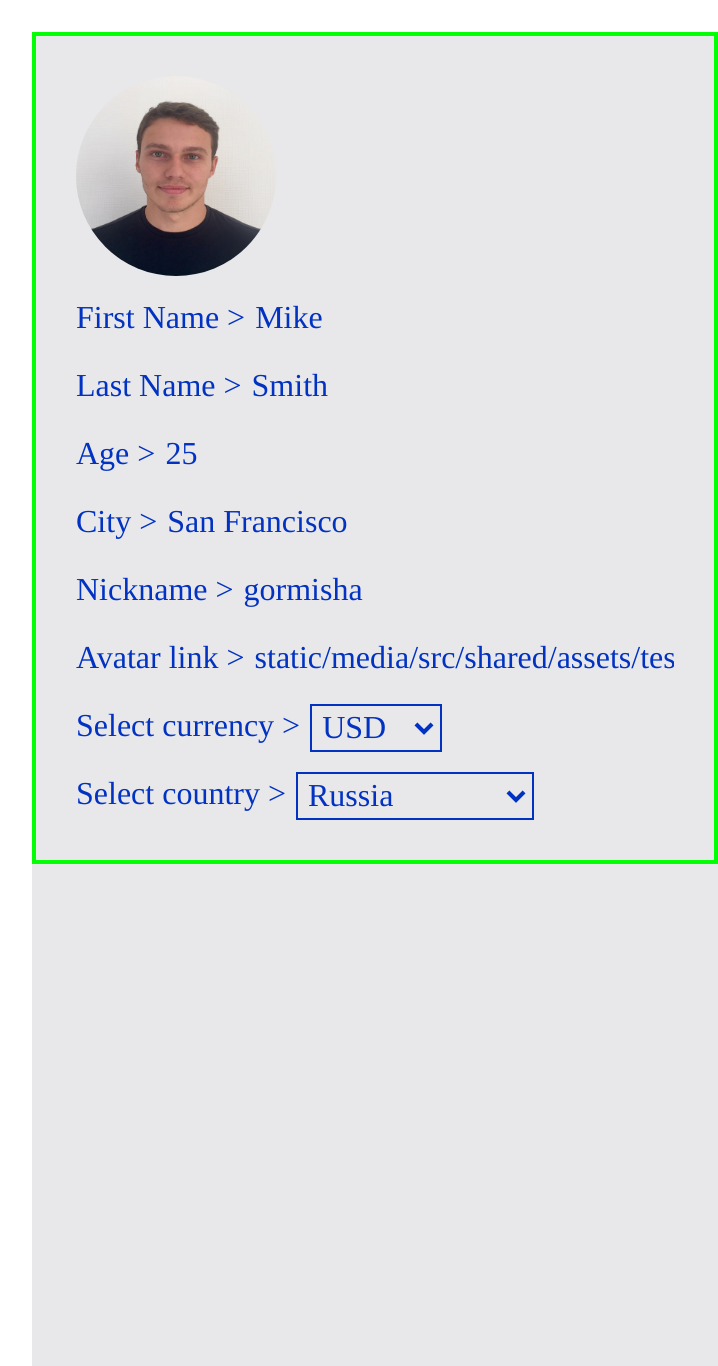 First Name > Mike
Last Name > Smith
Age > 25
City > San Francisco
Nickname > gormisha
Avatar link > static/media/src/shared/assets/tes
Select currency > USD
Select country > Russia